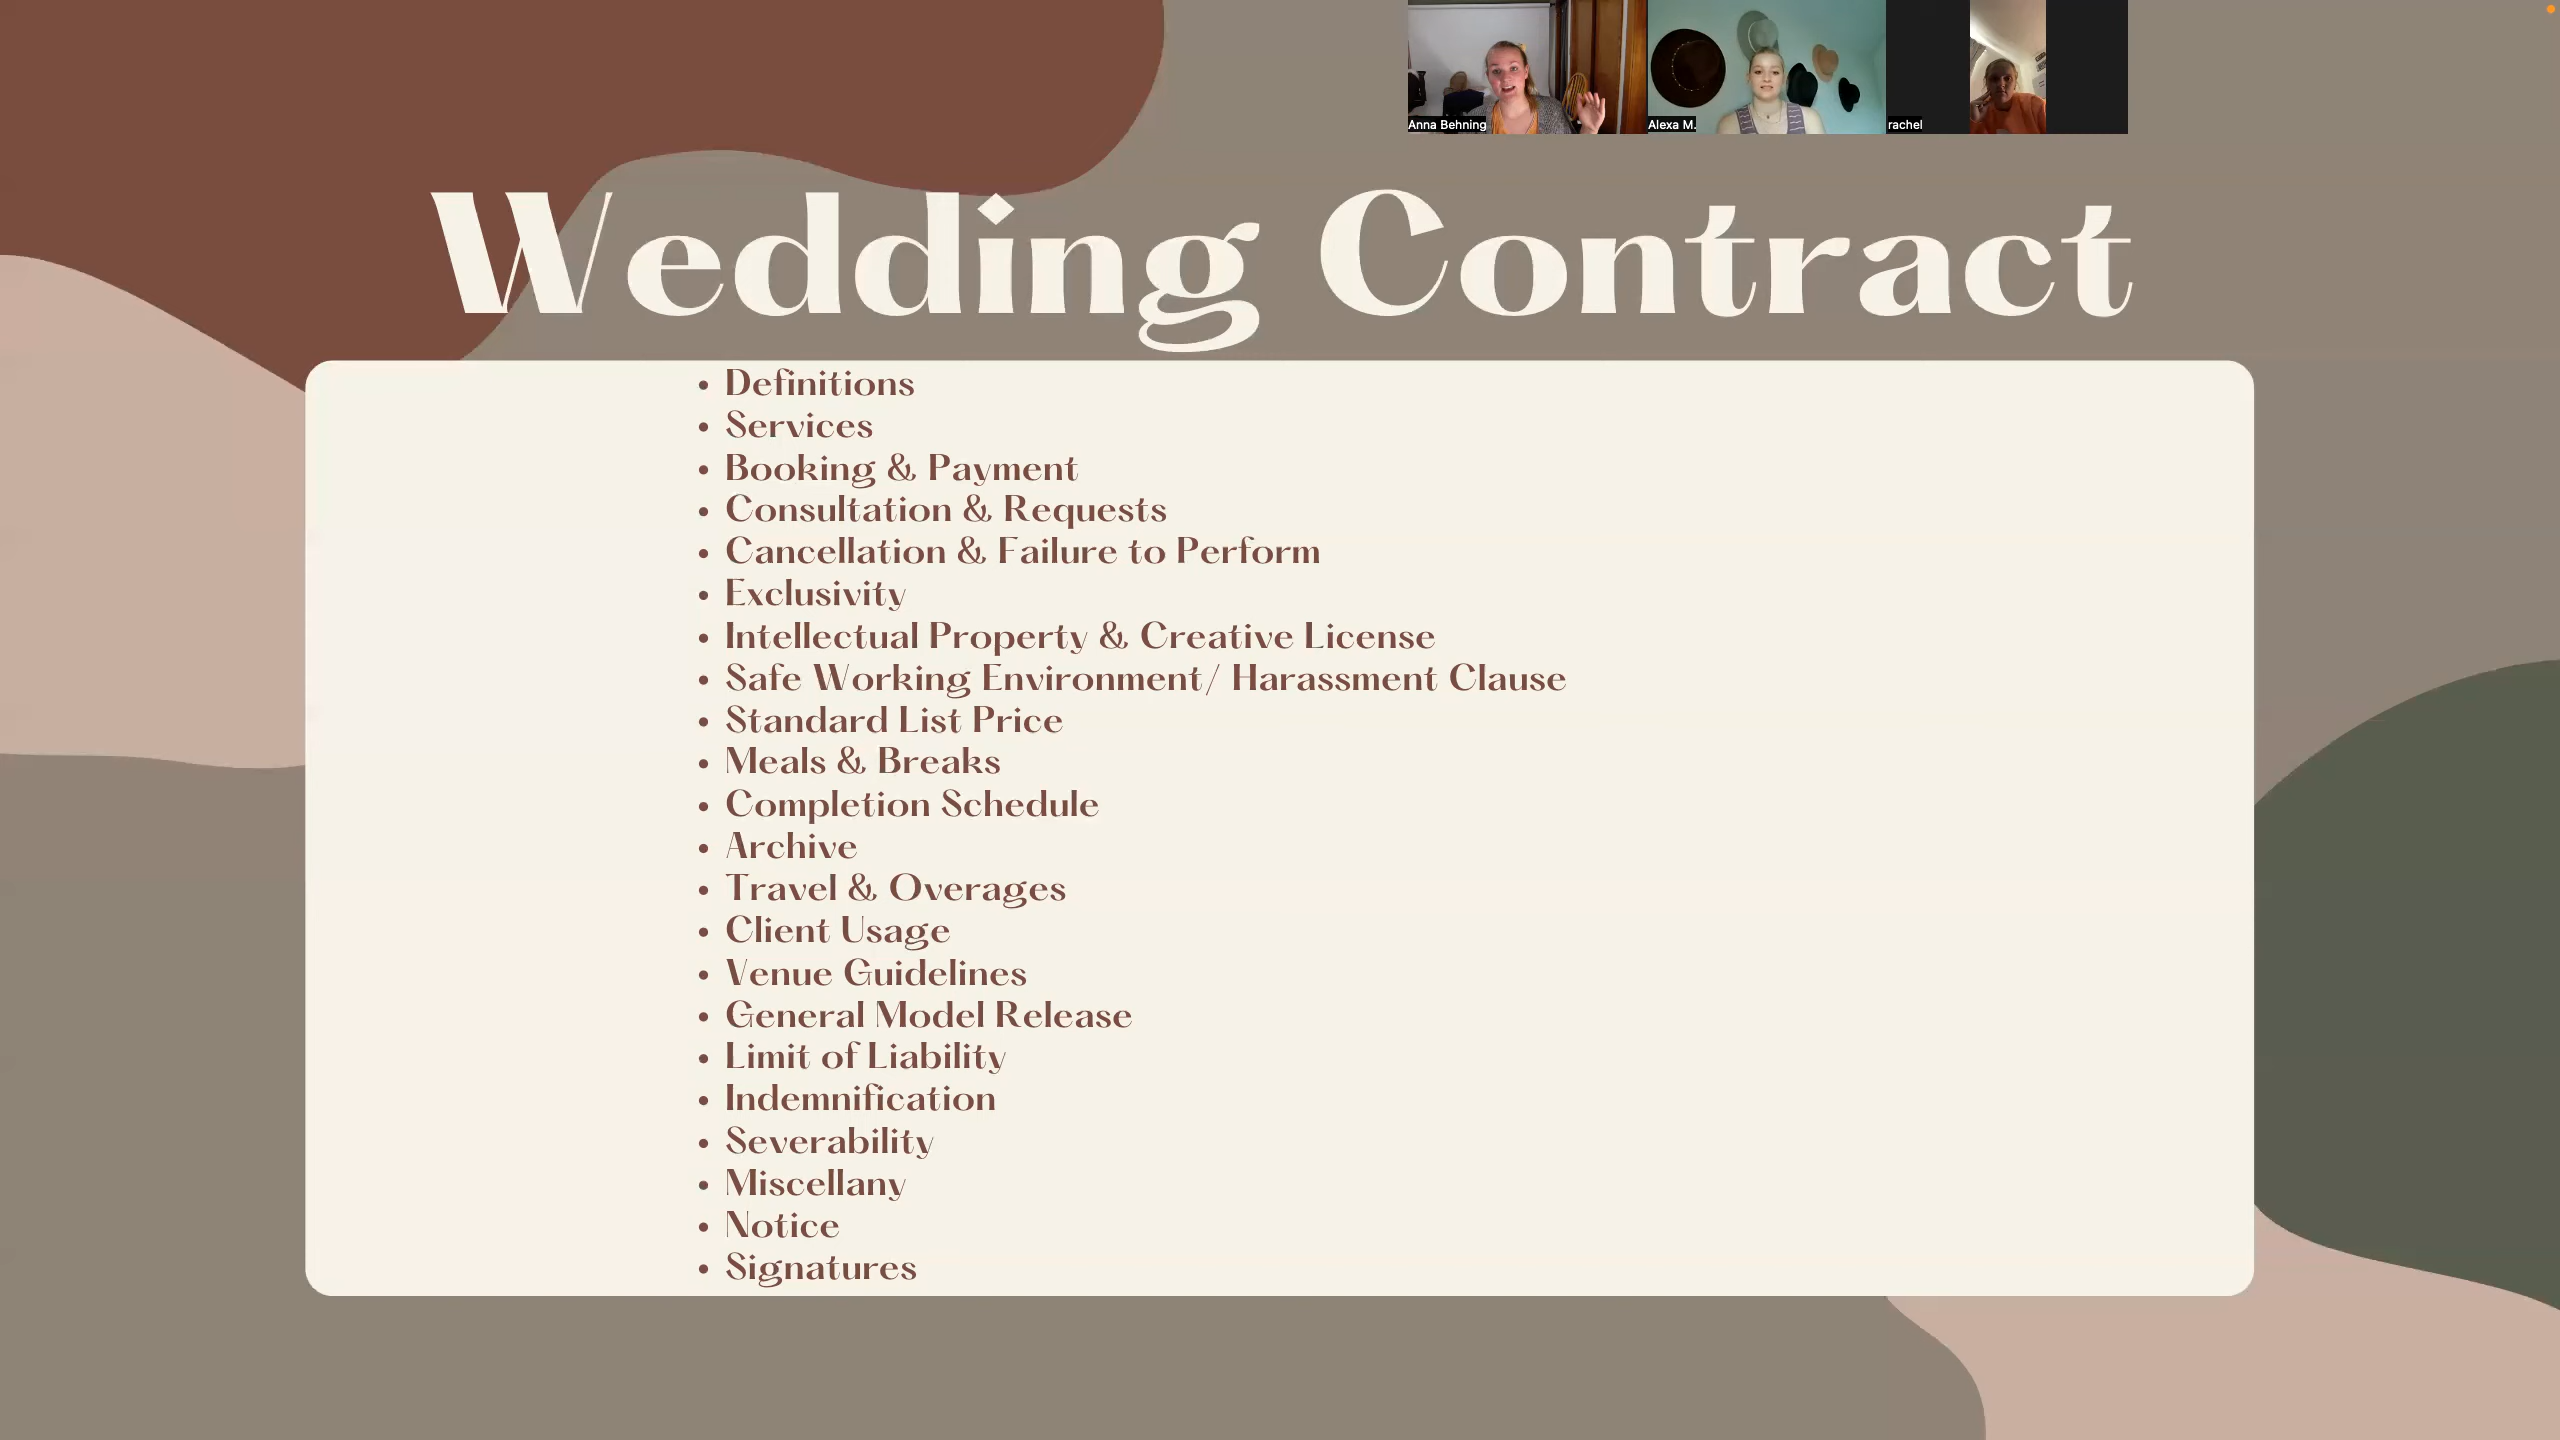 Anna Behning
Alexa M.
rachel
Wedding Contract
• Definitions
• Services
• Booking & Payment
• Consultation & Requests
• Cancellation & Failure to Perform
• Exclusivity
• Intellectual Property & Creative License
• Safe Working Environment/ Harassment Clause
• Standard List Price
• Meals & Breaks
• Completion Schedule
• Archive
• Travel & Overages
• Client Usage
• Venue Guidelines
• General Model Release
• Limit of Liability
• Indemnification
• Severability
• Miscellany
• Notice
• Signatures